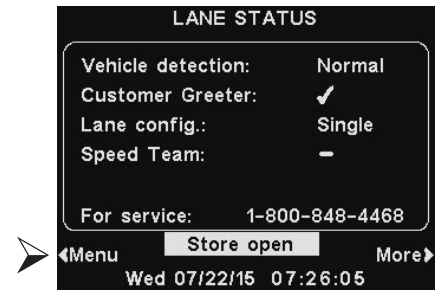 LANE STATUS
Vehicle detection: Normal
Customer Greeter: ✓
Lane config.: Single
Speed Team: –
For service: 1-800-848-4468
Store open
Menu More
Wed 07/22/15 07:26:05